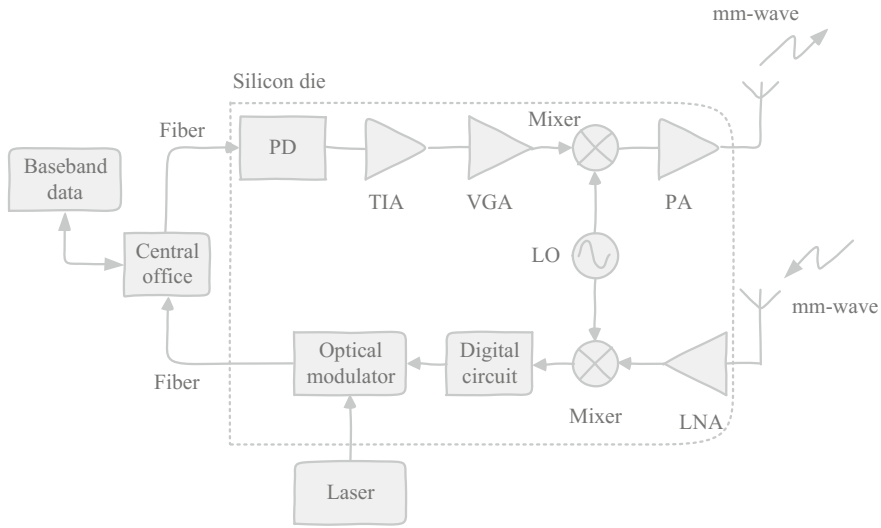 mm-wave
Silicon die
Fiber
Mixer
PD
Baseband
data
TIA
VGA
PA
Central
office
LO
mm-wave
Optical
modulator
Digital
circuit
Fiber
Mixer
LNA
Laser